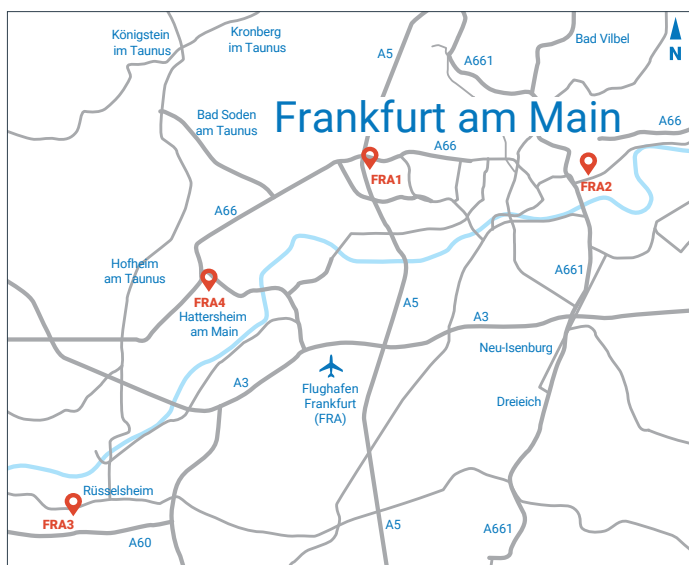 Königstein
im Taunus
Kronberg
im Taunus
A5
A661
Bad Vilbel
N
Bad Soden
am Taunus
Frankfurt am Main
A66
A66
FRA1
FRA2
A66
Hofheim
am Taunus
FRA4
Hattersheim
am Main
A661
A5
A3
Neu-Isenburg
A3
Flughafen
Frankfurt
(FRA)
Dreieich
Rüsselsheim
FRA3
A60
A5
A661